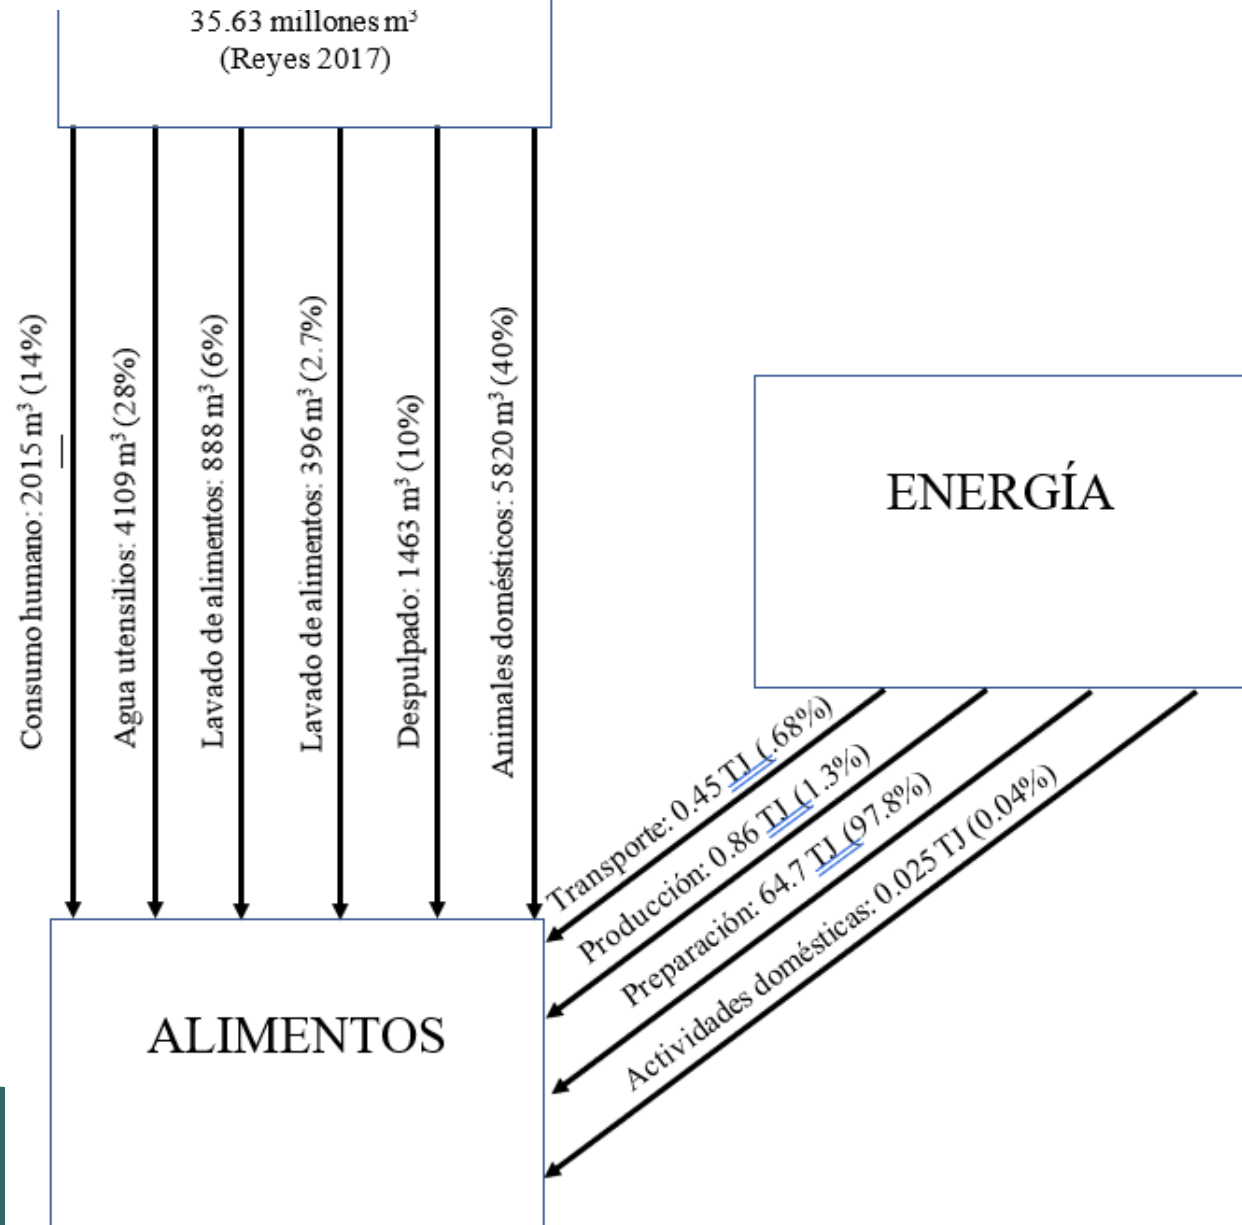 35.63 millones m³
(Reyes 2017)
Consumo humano: 2015 m³ (14%)
Agua utensilios: 4109 m³ (28%)
Lavado de alimentos: 888 m³ (6%)
Lavado de alimentos: 396 m³ (2.7%)
Despulpado: 1463 m³ (10%)
Animales domésticos: 5820 m³ (40%)
ENERGÍA
Transporte: 0.45 TJ (.68%)
Producción: 0.86 TJ (1.3%)
Preparación: 64.7 TJ (97.8%)
Actividades domésticas: 0.025 TJ (0.04%)
ALIMENTOS